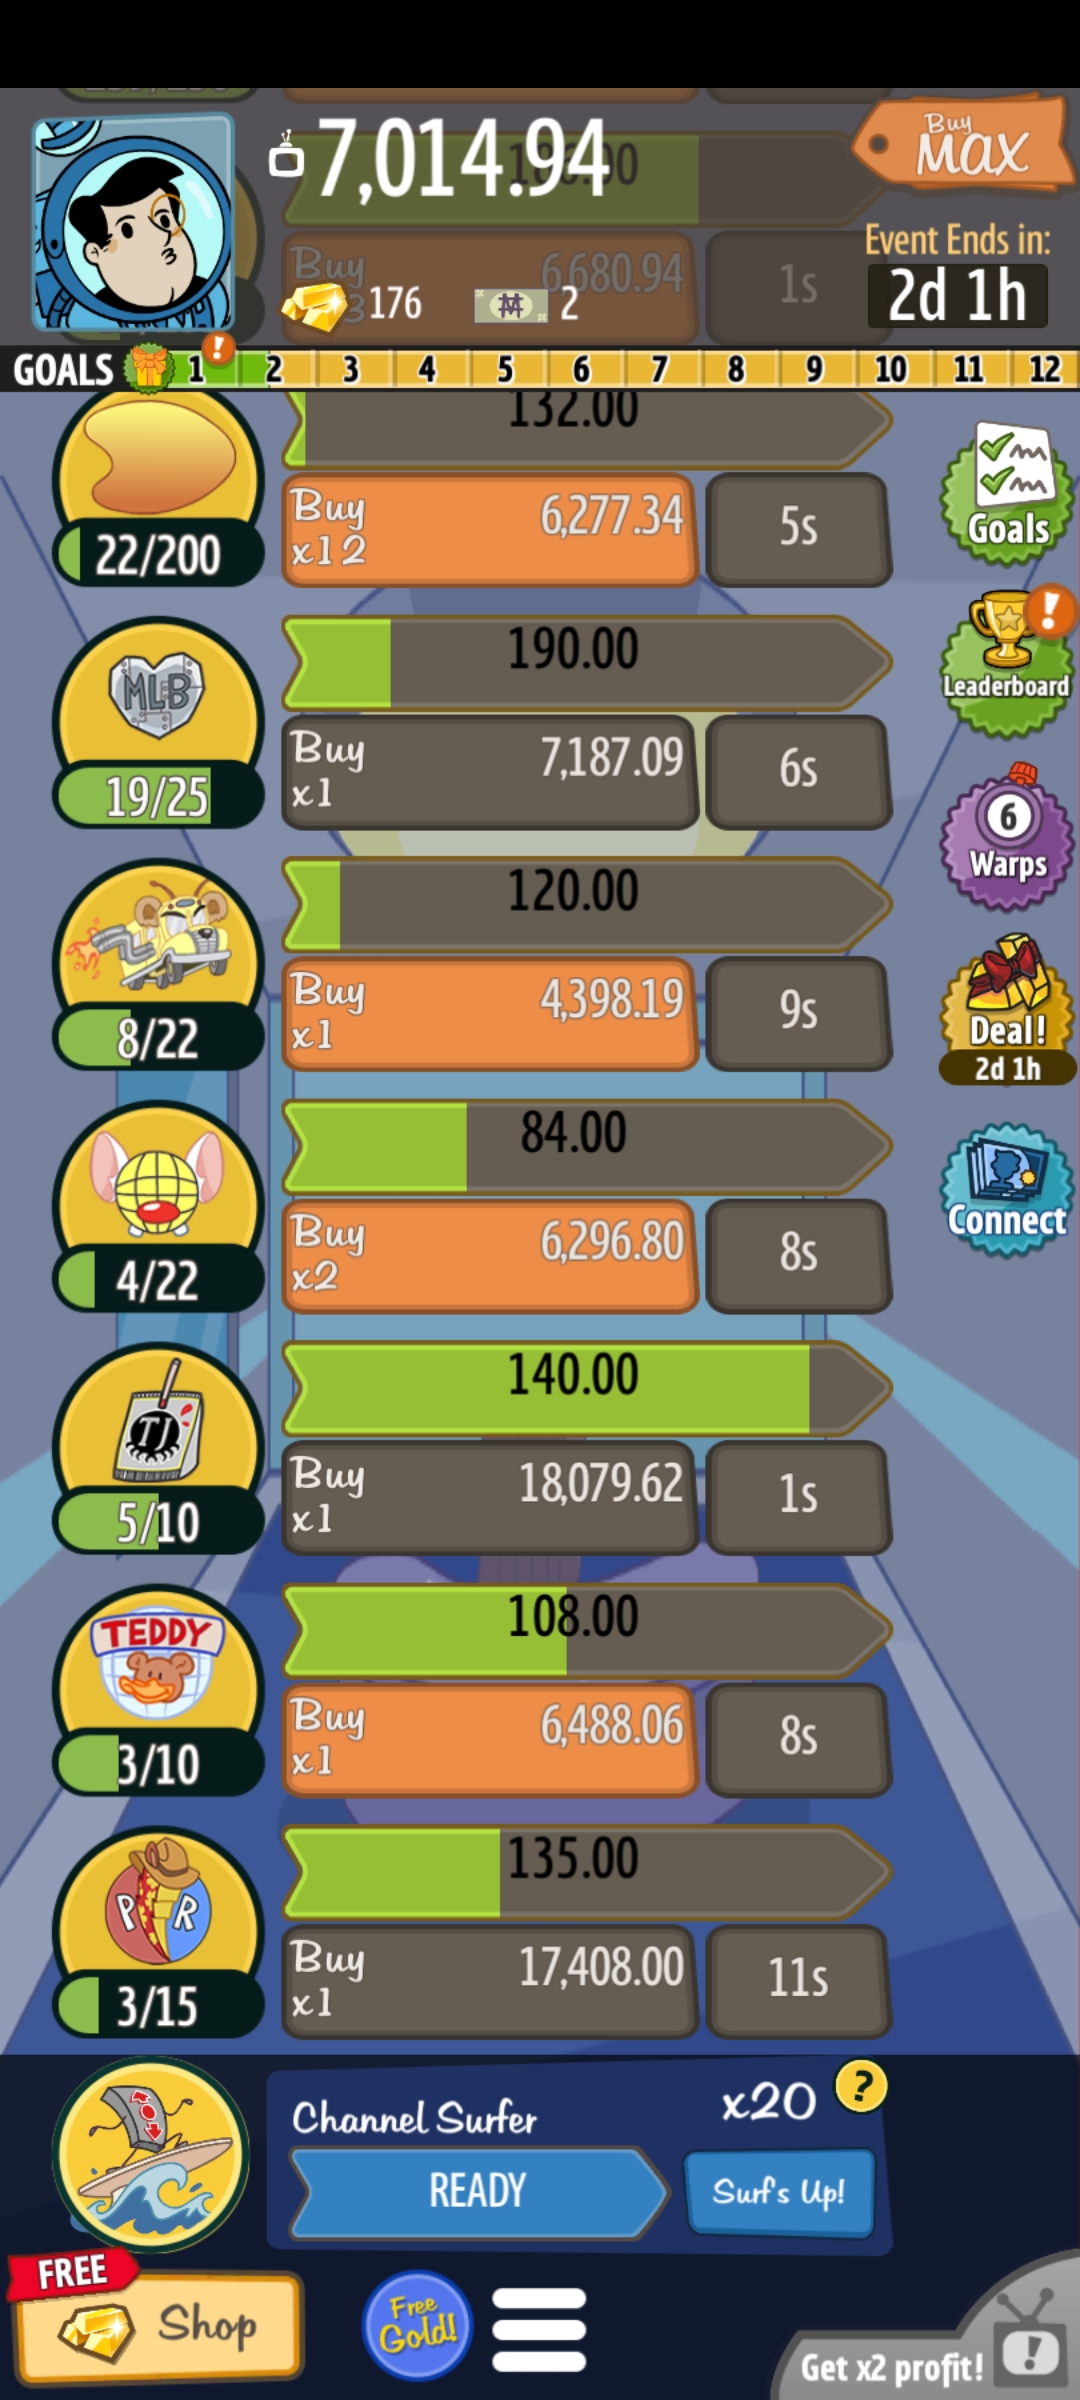 7,014.94
Buy
MAX
Buy
6,680.94
1s
176
2
Event Ends in:
2d 1h
GOALS
1 ! 2 3 4 5 6 7 8 9 10 11 12
132.00
Buy
x12
6,277.34
5s
22/200
Goals
MLB
190.00
Buy
x1
7,187.09
6s
19/25
!
Leaderboard
120.00
Buy
x1
4,398.19
9s
8/22
6
Warps
Deal!
2d 1h
84.00
Buy
x2
6,296.80
8s
4/22
Connect
TJ
140.00
Buy
x1
18,079.62
1s
5/10
TEDDY
108.00
Buy
x1
6,488.06
8s
3/10
P R
135.00
Buy
x1
17,408.00
11s
3/15
Channel Surfer
x20
?
READY
Surf's Up!
FREE
Shop
Free
Gold!
Get x2 profit!
!